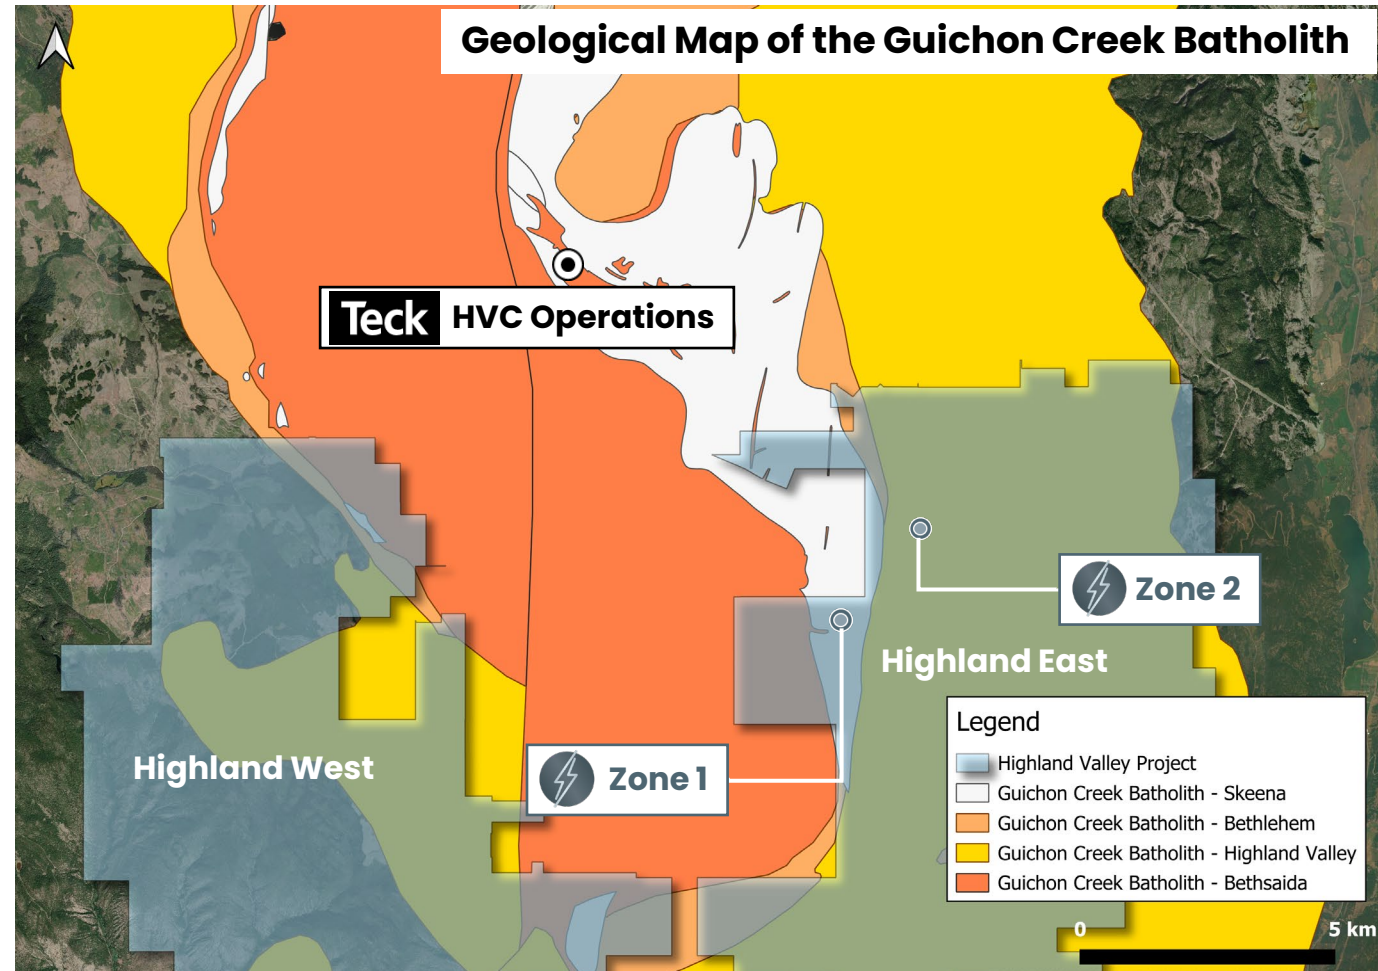 Geological Map of the Guichon Creek Batholith
Teck HVC Operations
Zone 2
Highland East
Highland West
Zone 1
Legend
Highland Valley Project
Guichon Creek Batholith - Skeena
Guichon Creek Batholith - Bethlehem
Guichon Creek Batholith - Highland Valley
Guichon Creek Batholith - Bethsaida
0 5 km